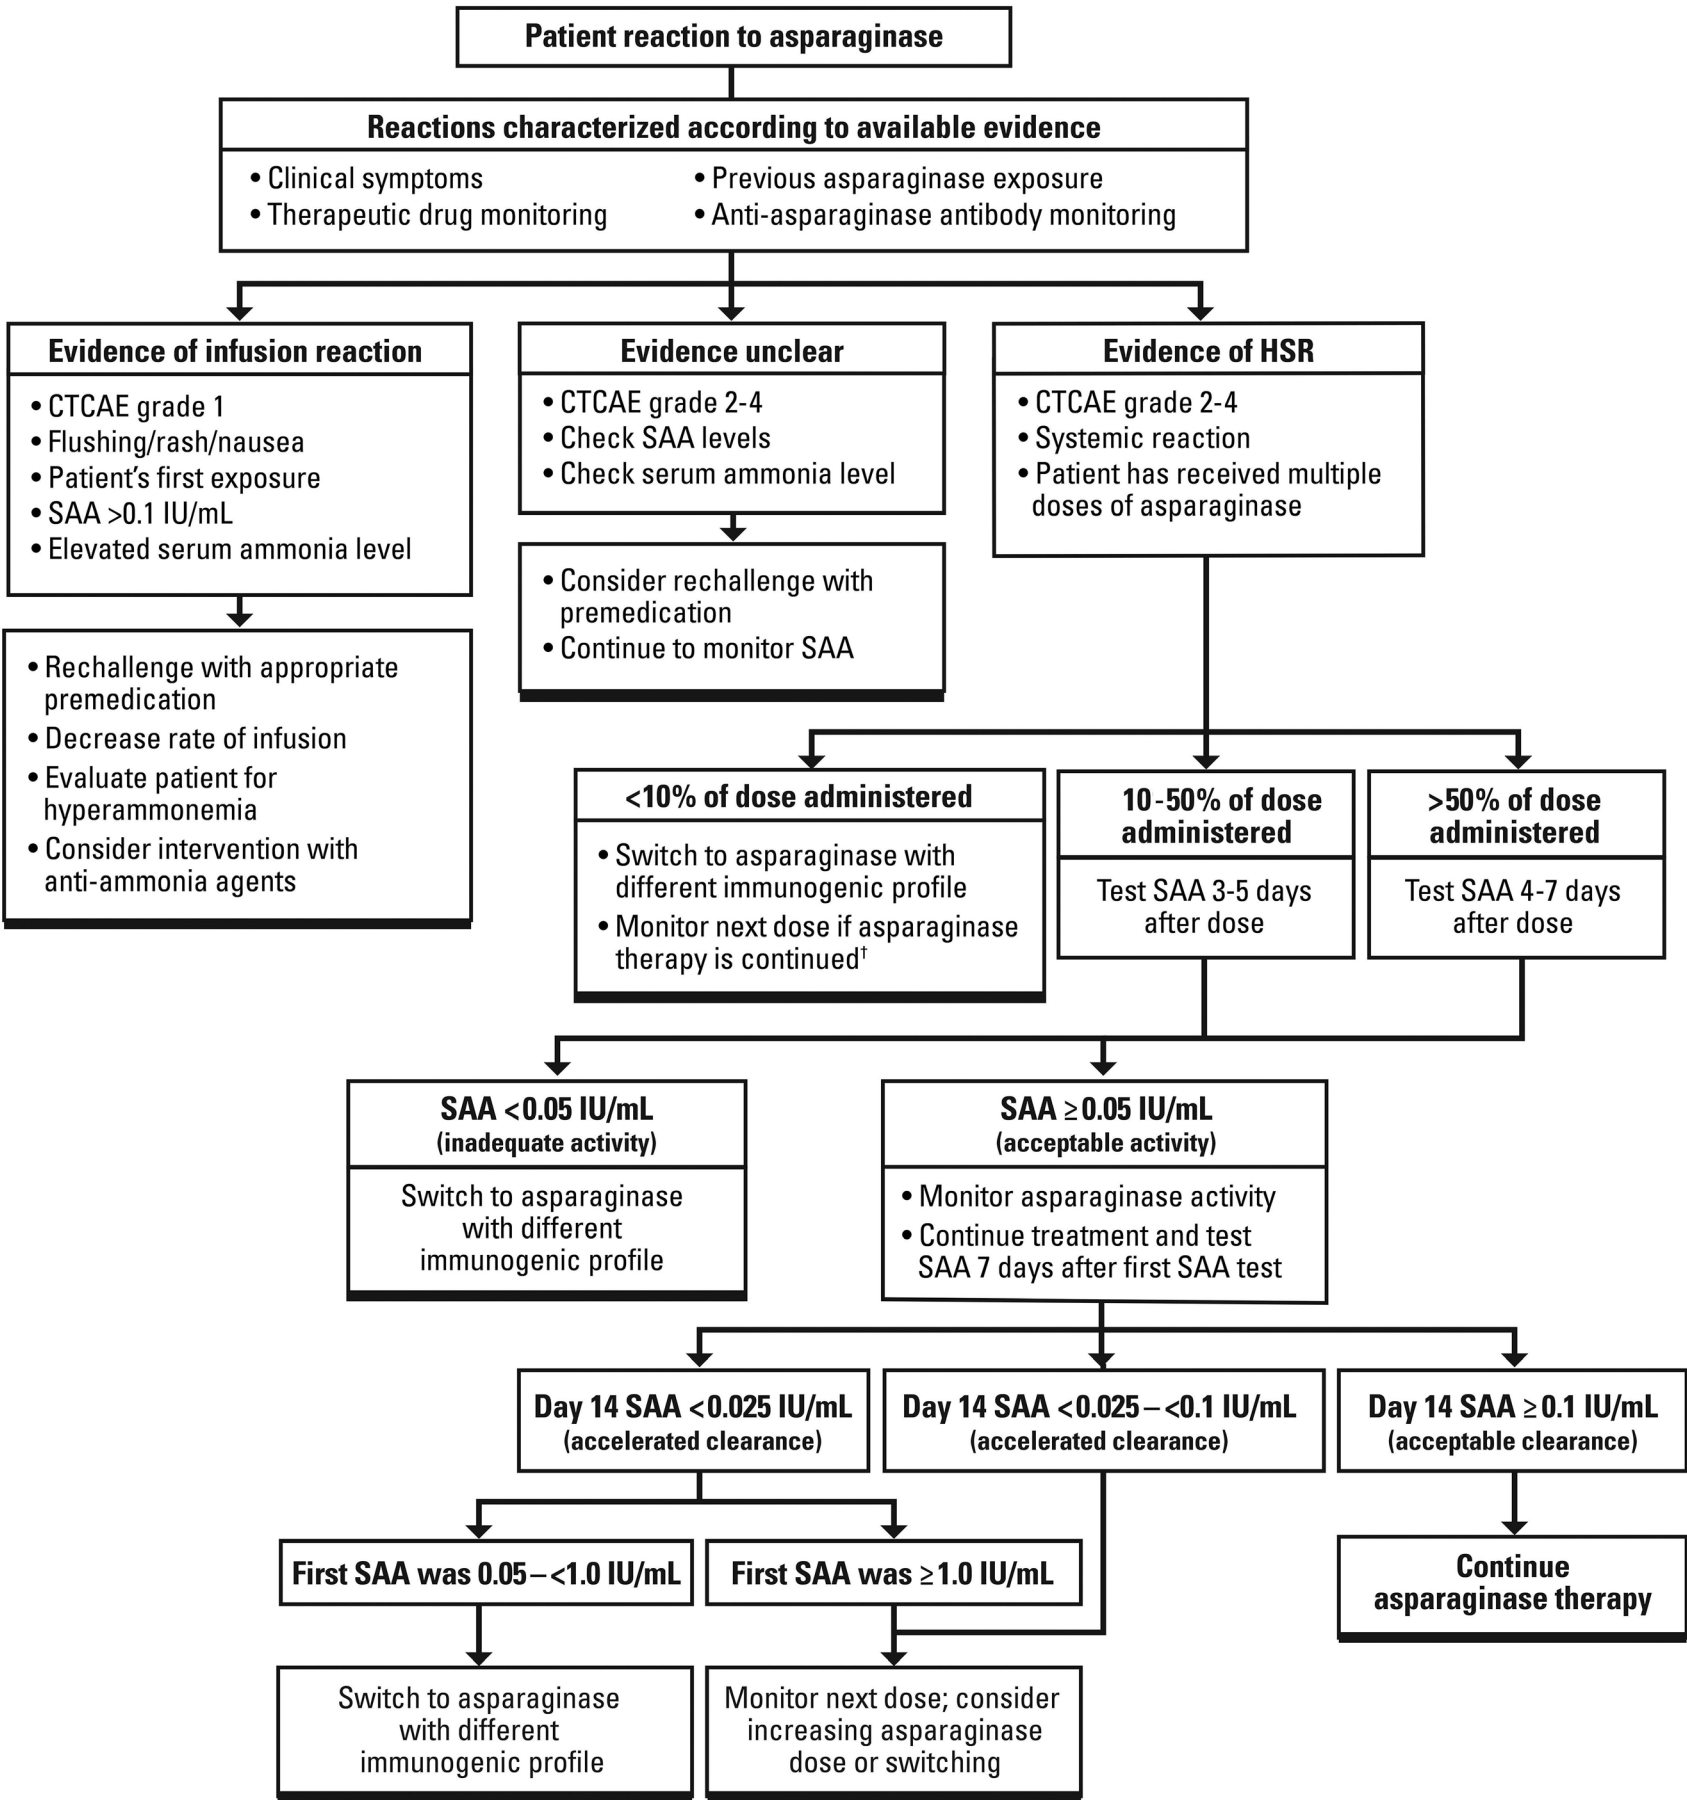 Patient reaction to asparaginase
Reactions characterized according to available evidence
• Clinical symptoms
• Therapeutic drug monitoring
• Previous asparaginase exposure
• Anti-asparaginase antibody monitoring
Evidence of infusion reaction
• CTCAE grade 1
• Flushing/rash/nausea
• Patient's first exposure
• SAA >0.1 IU/mL
• Elevated serum ammonia level
• Rechallenge with appropriate
premedication
• Decrease rate of infusion
• Evaluate patient for
hyperammonemia
• Consider intervention with
anti-ammonia agents
Evidence unclear
• CTCAE grade 2-4
• Check SAA levels
• Check serum ammonia level
• Consider rechallenge with
premedication
• Continue to monitor SAA
Evidence of HSR
• CTCAE grade 2-4
• Systemic reaction
• Patient has received multiple
doses of asparaginase
<10% of dose administered
• Switch to asparaginase with
different immunogenic profile
• Monitor next dose if asparaginase
therapy is continued†
10-50% of dose
administered
Test SAA 3-5 days
after dose
>50% of dose
administered
Test SAA 4-7 days
after dose
SAA <0.05 IU/mL
(inadequate activity)
Switch to asparaginase
with different
immunogenic profile
SAA ≥0.05 IU/mL
(acceptable activity)
• Monitor asparaginase activity
• Continue treatment and test
SAA 7 days after first SAA test
Day 14 SAA <0.025 IU/mL
(accelerated clearance)
Day 14 SAA <0.025–<0.1 IU/mL
(accelerated clearance)
Day 14 SAA ≥0.1 IU/mL
(acceptable clearance)
First SAA was 0.05–<1.0 IU/mL
First SAA was ≥1.0 IU/mL
Continue
asparaginase therapy
Switch to asparaginase
with different
immunogenic profile
Monitor next dose; consider
increasing asparaginase
dose or switching